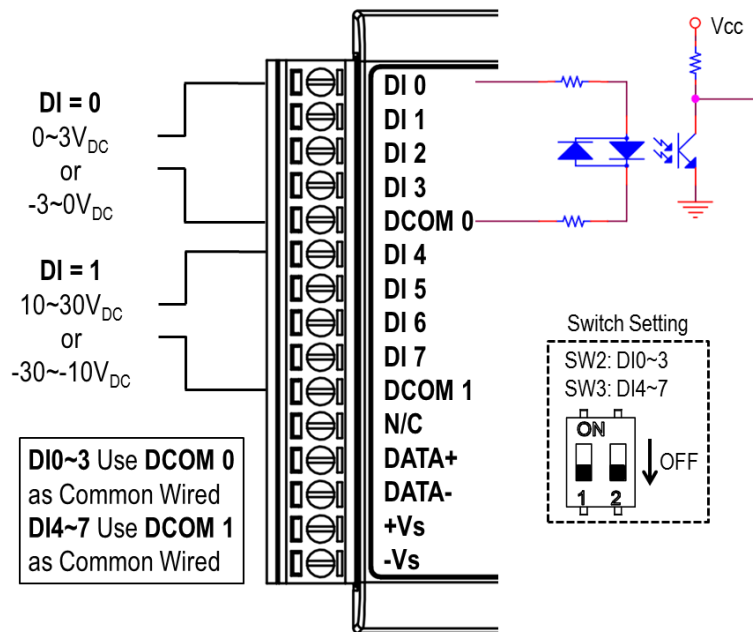 DI = 0
0~3VDC
or
-3~0VDC
DI = 1
10~30VDC
or
-30~-10VDC
DI0~3 Use DCOM 0
as Common Wired
DI4~7 Use DCOM 1
as Common Wired
DI 0
DI 1
DI 2
DI 3
DCOM 0
DI 4
DI 5
DI 6
DI 7
DCOM 1
N/C
DATA+
DATA-
+Vs
-Vs
Vcc
Switch Setting
SW2: DI0~3
SW3: DI4~7
ON
OFF
1 2